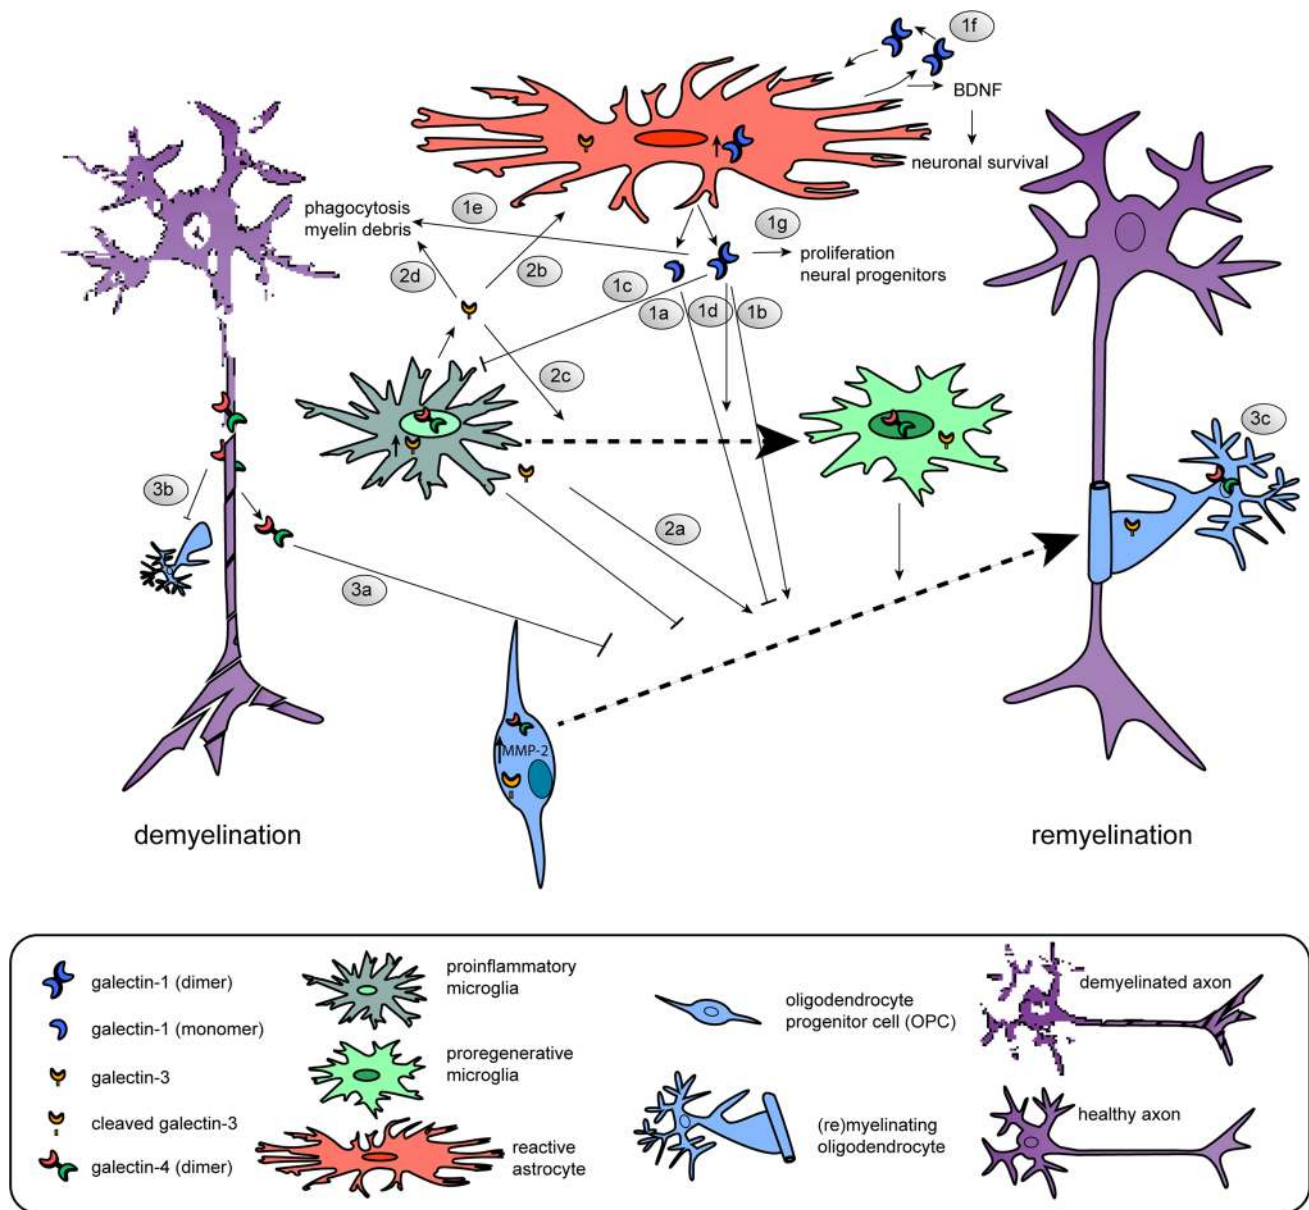 1f
BDNF
neuronal survival
1e
phagocytosis
myelin debris
1g
proliferation
neural progenitors
2d
2b
1c
1a
1d
1b
2c
3c
3b
2a
3a
MMP-2
demyelination
remyelination
galectin-1 (dimer)
galectin-1 (monomer)
galectin-3
cleaved galectin-3
galectin-4 (dimer)
proinflammatory
microglia
proregenerative
microglia
reactive
astrocyte
oligodendrocyte
progenitor cell (OPC)
(re)myelinating
oligodendrocyte
demyelinated axon
healthy axon